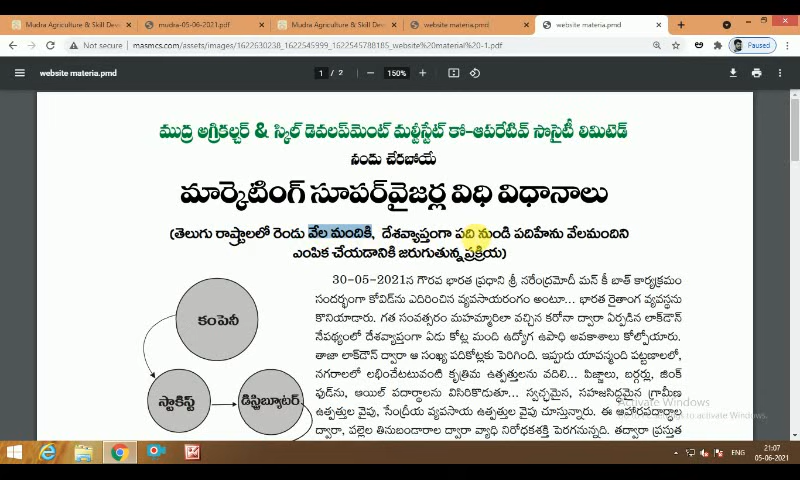 Mudra Agriculture & Skill Dev
mudra-05-06-2021.pdf
Mudra Agriculture & Skill Dev
website materia.pmd
website materia.pmd
Not secure
masmcs.com/assets/images/1622630238_1622545999_1622545788185_website%20material%20-1.pdf
Paused
website materia.pmd
1 / 2
150%
ముద్ర అగ్రికల్చర్ & స్కిల్ డెవలప్‌మెంట్ మల్టీస్టేట్ కో-ఆపరేటివ్ సొసైటీ లిమిటెడ్
నందు చేరబోయే
మార్కెటింగ్ సూపర్‌వైజర్ల విధి విధానాలు
(తెలుగు రాష్ట్రాలలో రెండు వేల మందికి, దేశవ్యాప్తంగా పది నుండి పదిహేను వేలమందిని
ఎంపిక చేయడానికి జరుగుతున్న ప్రక్రియ)
30-05-2021న గౌరవ భారత ప్రధాని శ్రీ నరేంద్రమోదీ మన్ కీ బాత్ కార్యక్రమం
సందర్భంగా కోవిడ్‌ను ఎదిరించిన వ్యవసాయరంగం అంటూ... భారత రైతాంగ వ్యవస్థను
కొనియాడారు. గత సంవత్సరం మహమ్మారిలా వచ్చిన కరోనా ద్వారా ఏర్పడిన లాక్‌డౌన్
నేపథ్యంలో దేశవ్యాప్తంగా ఏడు కోట్ల మంది ఉద్యోగ ఉపాధి అవకాశాలు కోల్పోయారు.
తాజా లాక్‌డౌన్ ద్వారా ఆ సంఖ్య పదికోట్లకు పెరిగింది. ఇప్పుడు యావన్మంది పట్టణాలలో,
నగరాలలో లభించేటటువంటి కృత్రిమ ఉత్పత్తులను వదిలి... పిజ్జాలు, బర్గర్లు, జింక్
ఫుడ్‌ను, ఆయిల్ పదార్థాలను విసిరికొడుతూ... స్వచ్ఛమైన, సహజసిద్ధమైన గ్రామీణ
ఉత్పత్తుల వైపు, సేంద్రీయ వ్యవసాయ ఉత్పత్తుల వైపు చూస్తున్నారు. ఈ ఆహారపదార్థాల
ద్వారా, పల్లెల తినుబండారాల ద్వారా వ్యాధి నిరోధకశక్తి పెరగనున్నది. తద్వారా ప్రస్తుత
కంపెనీ
స్టాకిస్ట్
డిస్ట్రిబ్యూటర్
Activate Windows
to activate Windows.
ENG
21:07
05-06-2021